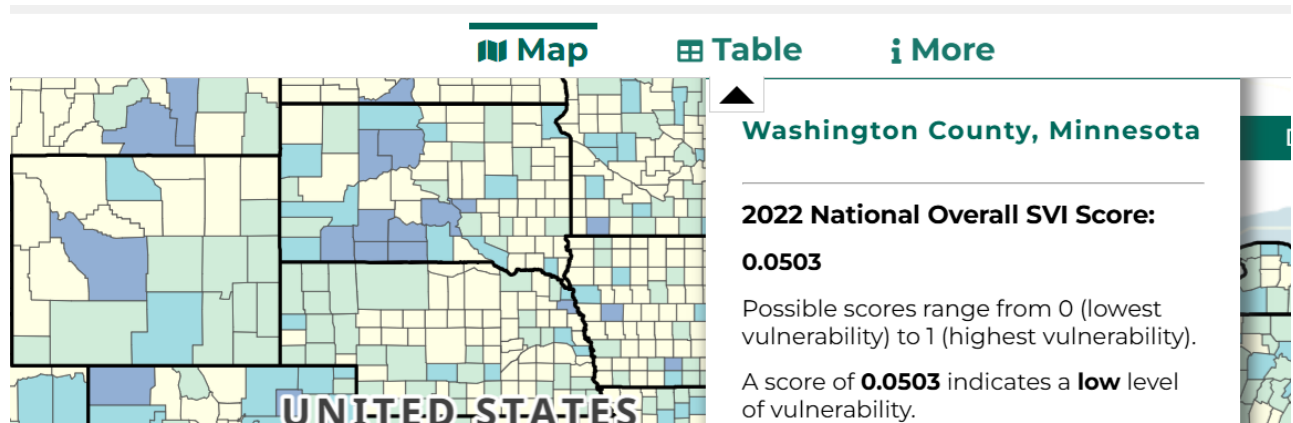 Map
Table
More
Washington County, Minnesota
2022 National Overall SVI Score:
0.0503
Possible scores range from 0 (lowest
vulnerability) to 1 (highest vulnerability).
A score of 0.0503 indicates a low level
of vulnerability.
UNITED STATES